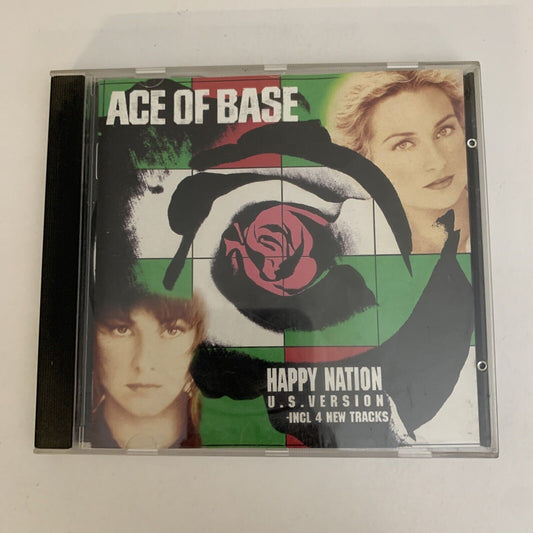 ACE OF BASE
HAPPY NATION
U.S. VERSION
-INCL 4 NEW TRACKS